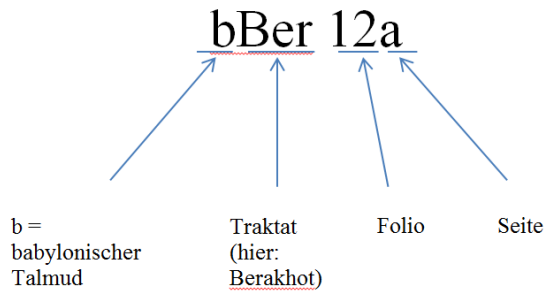 bBer 12a
b =
babylonischer
Talmud
Traktat
(hier:
Berakhot)
Folio
Seite